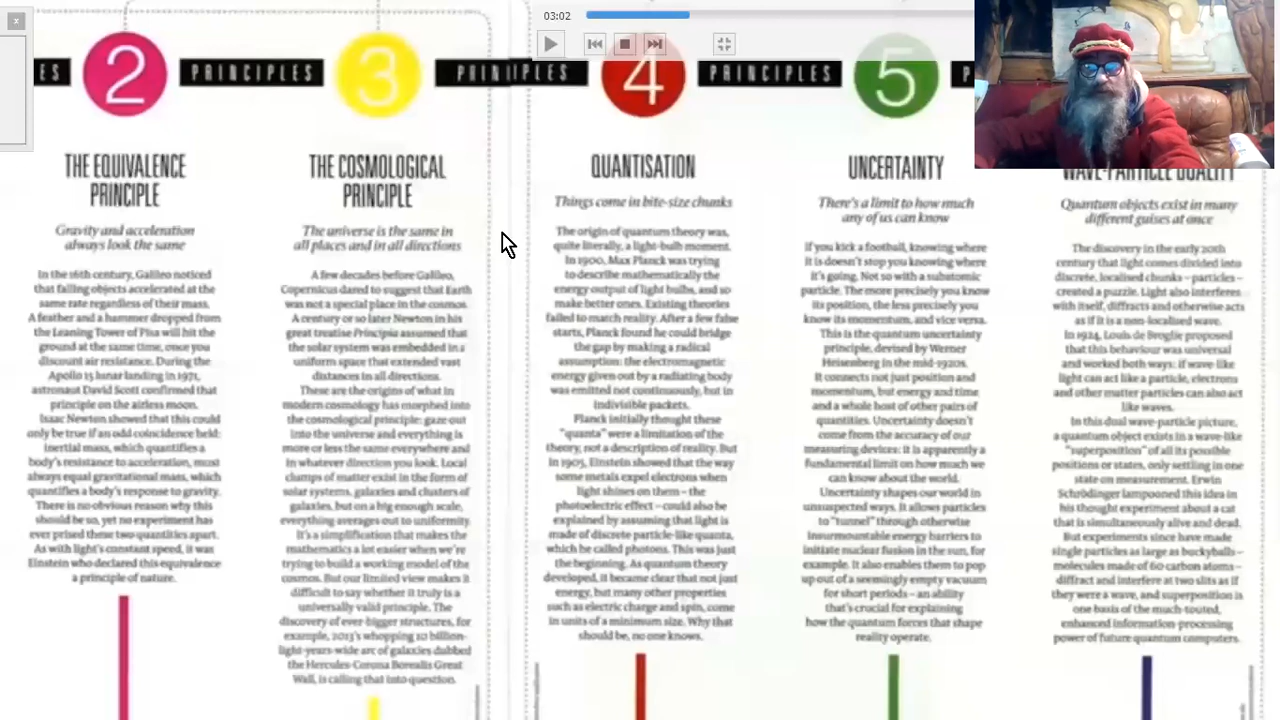 03:02
ES
2
PRINCIPLES
3
PRINCIPLES
4
PRINCIPLES
5
P
THE EQUIVALENCE
PRINCIPLE
Gravity and acceleration
always look the same
In the 16th century, Galileo noticed
that falling objects accelerated at the
same rate regardless of their mass.
A feather and a hammer dropped from
the Leaning Tower of Pisa will hit the
ground at the same time, once you
discount air resistance. During the
Apollo 15 lunar landing in 1971,
astronaut David Scott confirmed that
principle on the airless moon.
Isaac Newton showed that this could
only be true if an odd coincidence held:
inertial mass, which quantifies a
body's resistance to acceleration, must
always equal gravitational mass, which
quantifies a body's response to gravity.
There is no obvious reason why this
should be so, yet no experiment has
ever prised these two quantities apart.
As with light's constant speed, it was
Einstein who declared this equivalence
a principle of nature.
THE COSMOLOGICAL
PRINCIPLE
The universe is the same in
all places and in all directions
A few decades before Galileo,
Copernicus dared to suggest that Earth
was not a special place in the cosmos.
A century or so later Newton in his
great treatise Principia assumed that
the solar system was embedded in a
uniform space that extended vast
distances in all directions.
These are the origins of what in
modern cosmology has morphed into
the cosmological principle: gaze out
into the universe and everything is
more or less the same everywhere and
in whatever direction you look. Local
clumps of matter exist in the form of
solar systems, galaxies and clusters of
galaxies, but on a big enough scale,
everything averages out to uniformity.
It's a simplification that makes the
mathematics a lot easier when we're
trying to build a working model of the
cosmos. But our limited view makes it
difficult to say whether it truly is a
universally valid principle. The
discovery of ever-bigger structures, for
example, 2013's whopping 10 billion-
light-years-wide arc of galaxies dubbed
the Hercules-Corona Borealis Great
Wall, is calling that into question.
QUANTISATION
Things come in bite-size chunks
The origin of quantum theory was,
quite literally, a light-bulb moment.
In 1900, Max Planck was trying
to describe mathematically the
energy output of light bulbs, and so
make better ones. Existing theories
failed to match reality. After a few false
starts, Planck found he could bridge
the gap by making a radical
assumption: the electromagnetic
energy given out by a radiating body
was emitted not continuously, but in
indivisible packets.
Planck initially thought these
"quanta" were a limitation of the
theory, not a description of reality. But
in 1905, Einstein showed that the way
some metals expel electrons when
light shines on them – the
photoelectric effect – could also be
explained by assuming that light is
made of discrete particle-like quanta,
which he called photons. This was just
the beginning. As quantum theory
developed, it became clear that not just
energy, but many other properties
such as electric charge and spin, come
in units of a minimum size. Why that
should be, no one knows.
UNCERTAINTY
There's a limit to how much
any of us can know
If you kick a football, knowing where
it is doesn't stop you knowing where
it's going. Not so with a subatomic
particle. The more precisely you know
its position, the less precisely you
know its momentum, and vice versa.
This is the quantum uncertainty
principle, devised by Werner
Heisenberg in the mid-1920s.
It connects not just position and
momentum, but energy and time
and a whole host of other pairs of
quantities. Uncertainty doesn't
come from the accuracy of our
measuring devices: it is apparently a
fundamental limit on how much we
can know about the world.
Uncertainty shapes our world in
unsuspected ways. It allows particles
to "tunnel" through otherwise
insurmountable energy barriers to
initiate nuclear fusion in the sun, for
example. It also enables them to pop
up out of a seemingly empty vacuum
for short periods – an ability
that's crucial for explaining
how the quantum forces that shape
reality operate.
WAVE-PARTICLE DUALITY
Quantum objects exist in many
different guises at once
The discovery in the early 20th
century that light comes divided into
discrete, localised chunks – particles –
created a puzzle. Light also interferes
with itself, diffracts and otherwise acts
as if it is a non-localised wave.
In 1924, Louis de Broglie proposed
that this behaviour was universal
and worked both ways: if wave-like
light can act like a particle, electrons
and other matter particles can also act
like waves.
In this dual wave-particle picture,
a quantum object exists in a wave-like
"superposition" of all its possible
positions or states, only settling in one
state on measurement. Erwin
Schrödinger lampooned this idea in
his thought experiment about a cat
that is simultaneously alive and dead.
But experiments since have made
single particles as large as buckyballs –
molecules made of 60 carbon atoms –
diffract and interfere at two slits as if
they were a wave, and superposition is
one basis of the much-touted,
enhanced information-processing
power of future quantum computers.